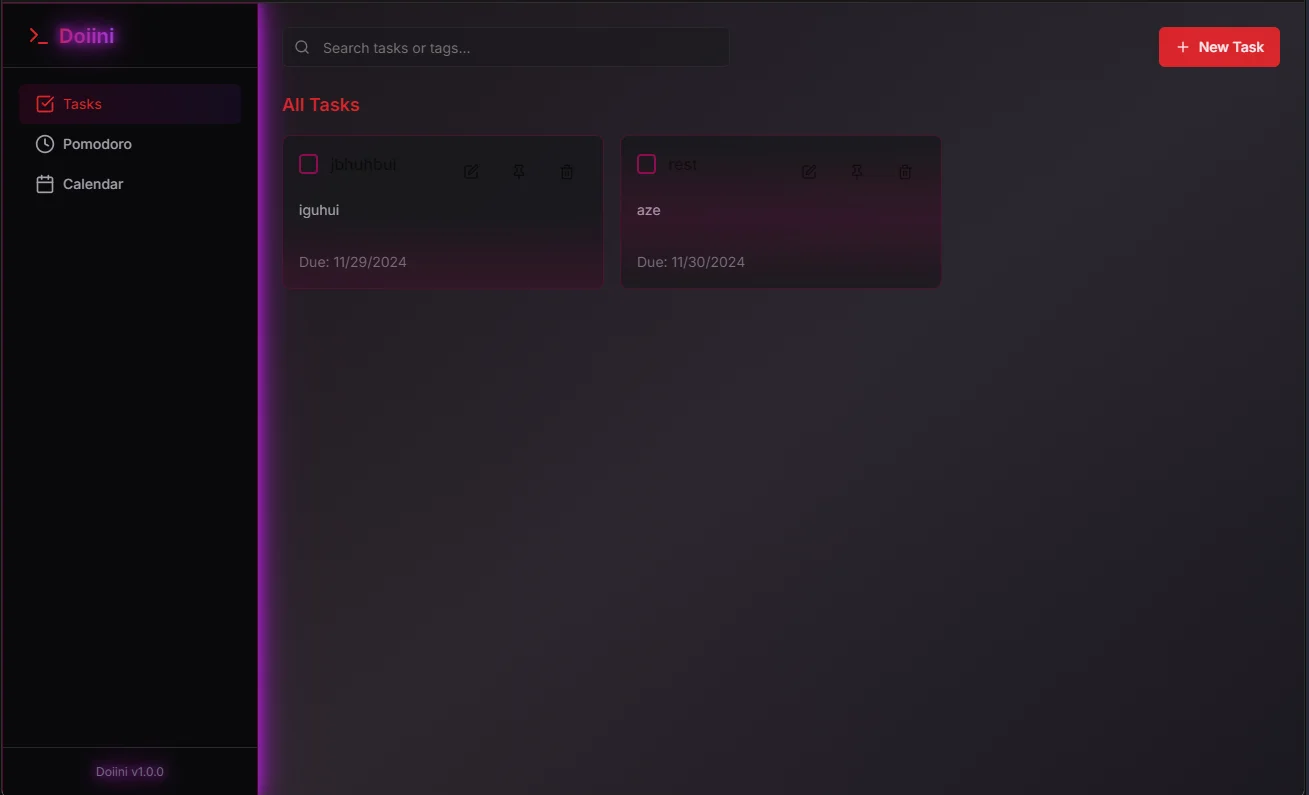 Doiini
Search tasks or tags...
+ New Task
Tasks
Pomodoro
Calendar
All Tasks
jbhuhbui
iguhui
Due: 11/29/2024
rest
aze
Due: 11/30/2024
Doiini v1.0.0